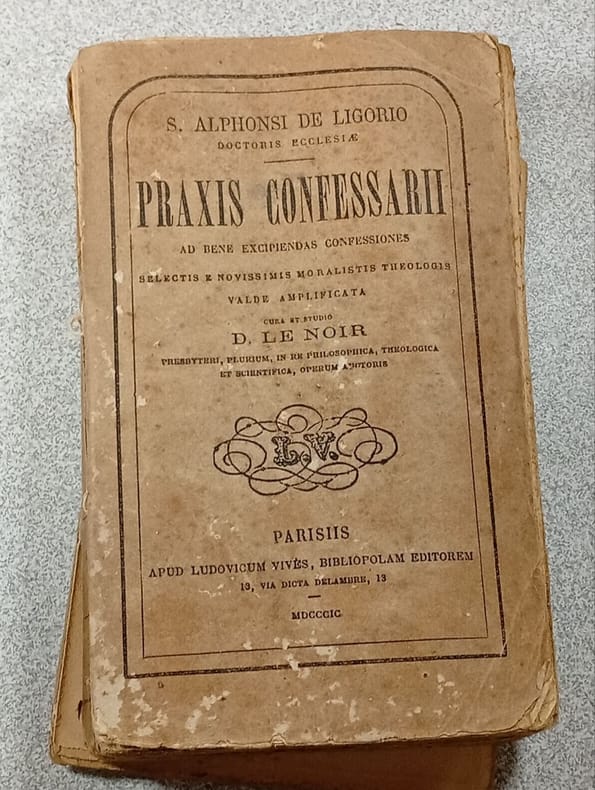 S. ALPHONSI DE LIGORIO
DOCTORIS ECCLESIÆ
PRAXIS CONFESSARII
AD BENE EXCIPIENDAS CONFESSIONES
SELECTIS E NOVISSIMIS MORALISTIS THEOLOGIS
VALDE AMPLIFICATA
CURA ET STUDIO
D. LE NOIR
PRESBYTERI, PLURIUM, IN RE PHILOSOPHICA, THEOLOGICA
ET SCIENTIFICA, OPERUM AUCTORIS
L.V.
PARISIIS
APUD LUDOVICUM VIVÈS, BIBLIOPOLAM EDITOREM
13, VIA DICTA DELAMBRE, 13
MDCCCIC